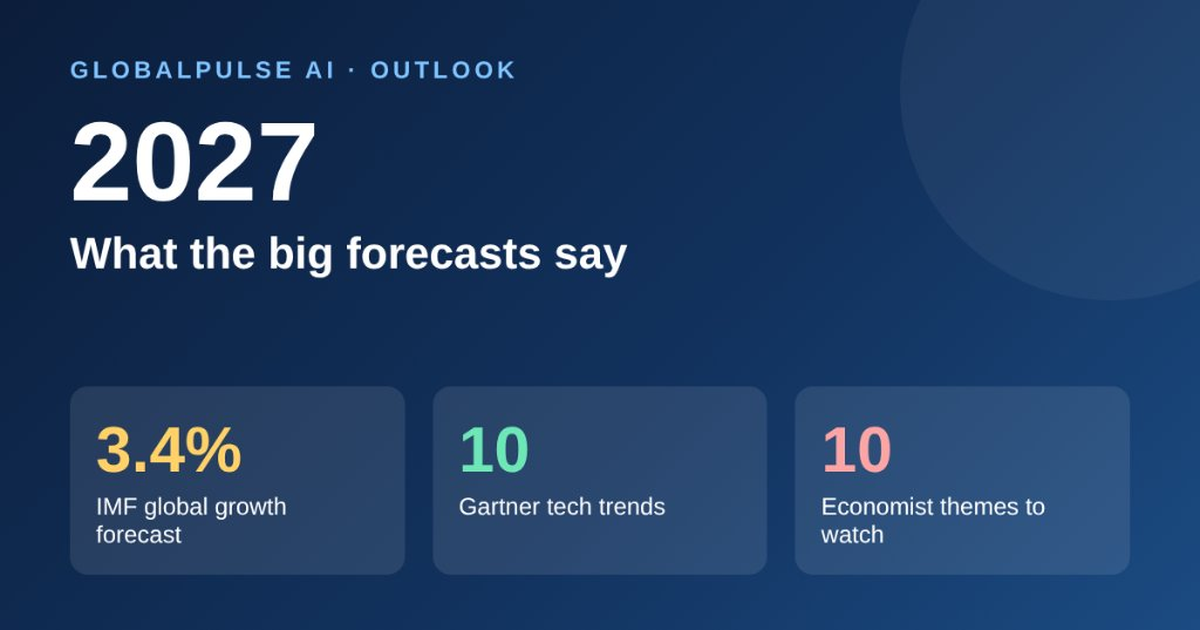 GLOBALPULSE AI · OUTLOOK
2027
What the big forecasts say
3.4%
IMF global growth
forecast
10
Gartner tech trends
10
Economist themes to
watch